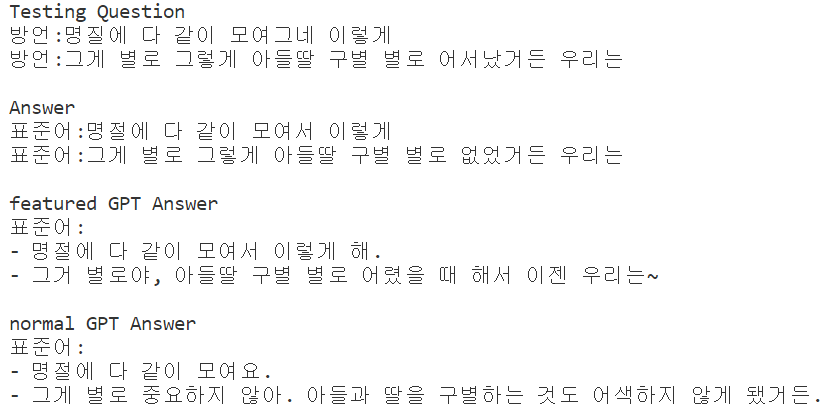 Testing Question
방언:명질에 다 같이 모여그네 이렇게
방언:그게 별로 그렇게 아들딸 구별 별로 어서났거든 우리는
Answer
표준어:명절에 다 같이 모여서 이렇게
표준어:그게 별로 그렇게 아들딸 구별 별로 없었거든 우리는
featured GPT Answer
표준어:
- 명절에 다 같이 모여서 이렇게 해.
- 그거 별로야, 아들딸 구별 별로 어렸을 때 해서 이젠 우리는~
normal GPT Answer
표준어:
- 명절에 다 같이 모여요.
- 그게 별로 중요하지 않아. 아들과 딸을 구별하는 것도 어색하지 않게 됐거든.